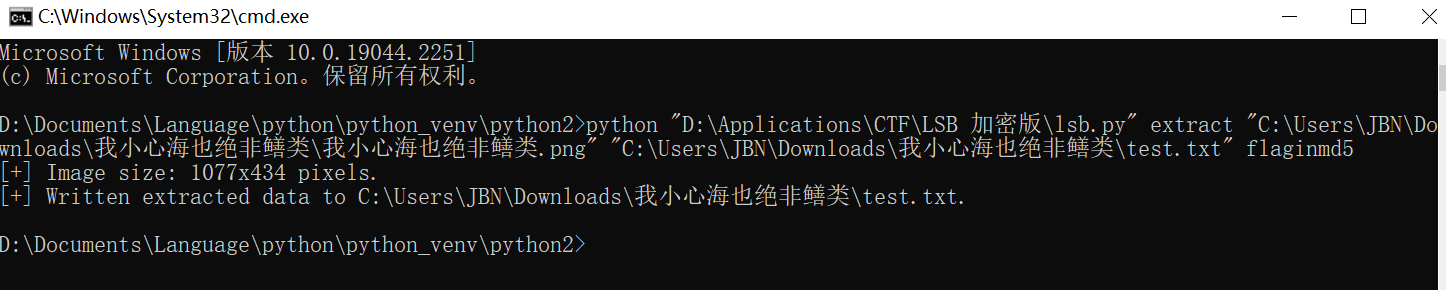 C:\Windows\System32\cmd.exe
Microsoft Windows [版本 10.0.19044.2251]
(c) Microsoft Corporation。保留所有权利。
D:\Documents\Language\python\python_venv\python2>python "D:\Applications\CTF\LSB 加密版\lsb.py" extract "C:\Users\JBN\Do
wnloads\我小心海也绝非鳝类\我小心海也绝非鳝类.png" "C:\Users\JBN\Downloads\我小心海也绝非鳝类\test.txt" flaginmd5
[+] Image size: 1077x434 pixels.
[+] Written extracted data to C:\Users\JBN\Downloads\我小心海也绝非鳝类\test.txt.
D:\Documents\Language\python\python_venv\python2>